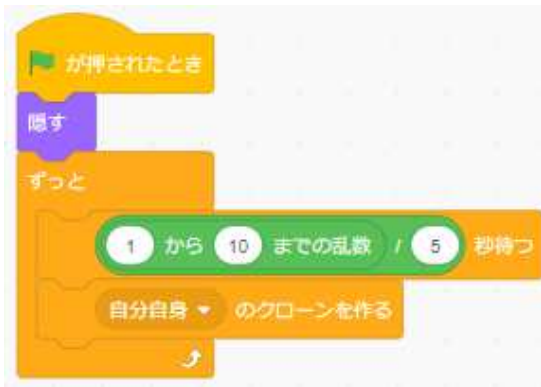 が押されたとき
隠す
ずっと
1 から 10 までの乱数 / 5 秒待つ
自分自身 のクローンを作る